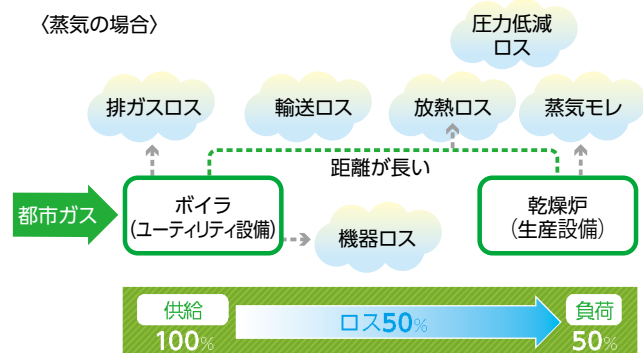 〈蒸気の場合〉
圧力低減
ロス
排ガスロス
輸送ロス
放熱ロス
蒸気モレ
距離が長い
都市ガス
ボイラ
(ユーティリティ設備)
乾燥炉
(生産設備)
機器ロス
供給
100%
ロス50%
負荷
50%